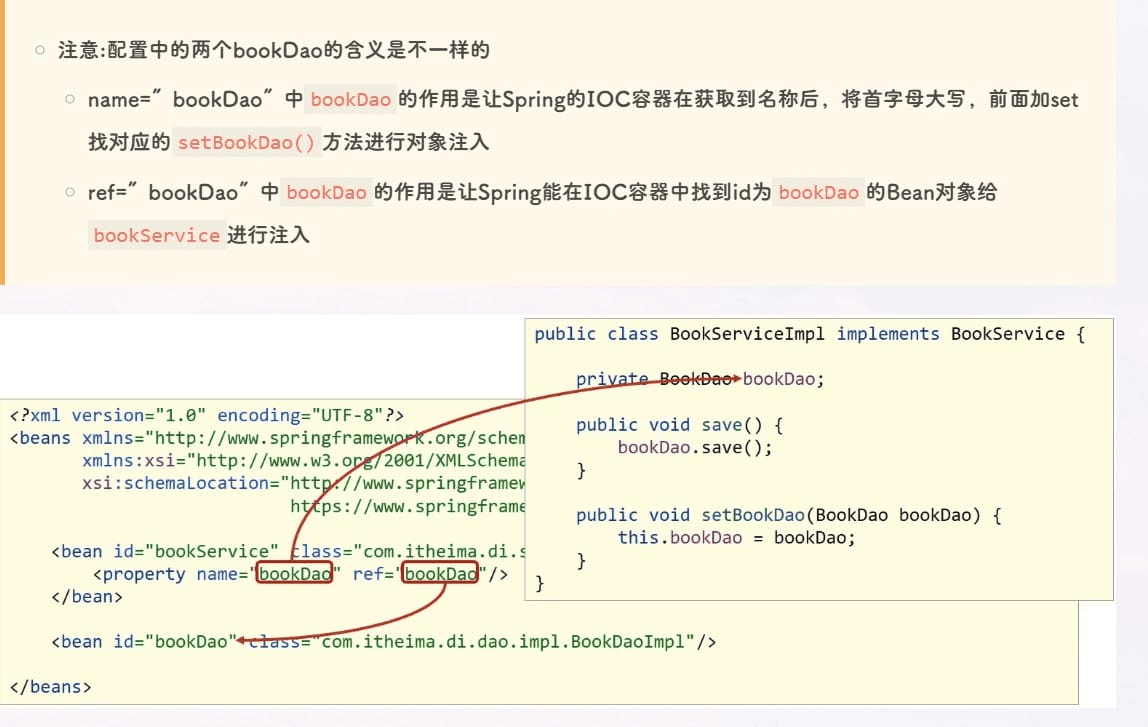 注意:配置中的两个bookDao的含义是不一样的
name=”bookDao” 中 bookDao 的作用是让Spring的IOC容器在获取到名称后，将首字母大写，前面加set
找对应的 setBookDao() 方法进行对象注入
ref=”bookDao” 中 bookDao 的作用是让Spring能在IOC容器中找到id为 bookDao 的Bean对象给
bookService 进行注入
public class BookServiceImpl implements BookService {
private BookDao bookDao;
public void save() {
bookDao.save();
}
public void setBookDao(BookDao bookDao) {
this.bookDao = bookDao;
}
}
<?xml version="1.0" encoding="UTF-8"?>
<beans xmlns="http://www.springframework.org/schem
xmlns:xsi="http://www.w3.org/2001/XMLSchema
xsi:schemaLocation="http://www.springframew
https://www.springframe
<bean id="bookService" class="com.itheima.di.s
<property name="bookDao" ref="bookDao"/>
</bean>
<bean id="bookDao" class="com.itheima.di.dao.impl.BookDaoImpl"/>
</beans>